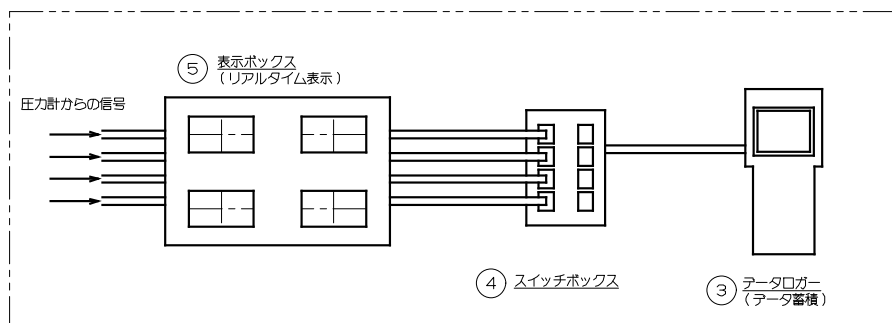 ⑤ 表示ボックス
（リアルタイム表示）
圧力計からの信号
④ スイッチボックス
③ データロガー
（データ蓄積）